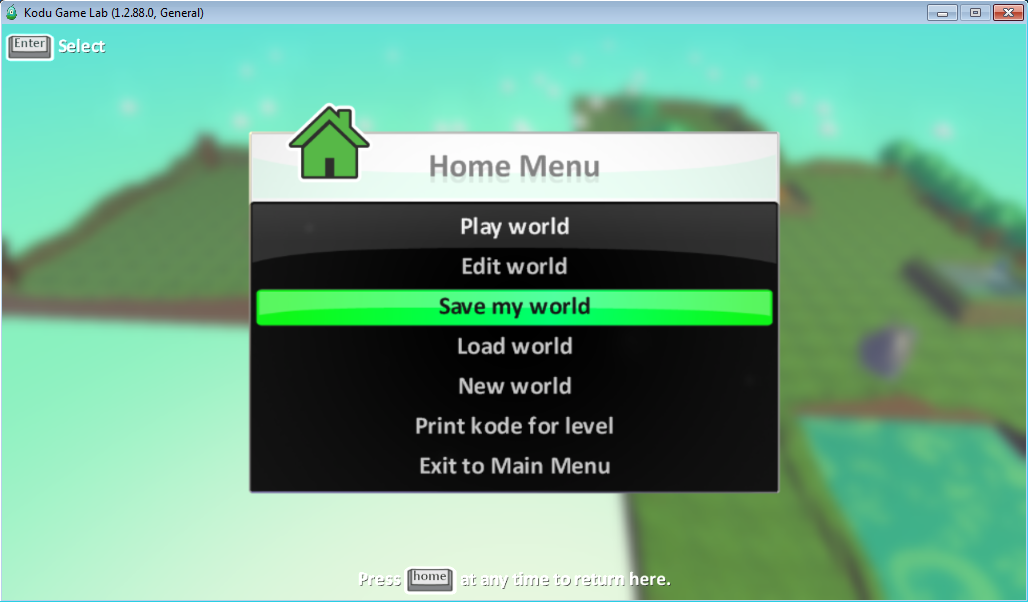 Kodu Game Lab (1.2.88.0, General)
Enter Select
Home Menu
Play world
Edit world
Save my world
Load world
New world
Print kode for level
Exit to Main Menu
Press home at any time to return here.